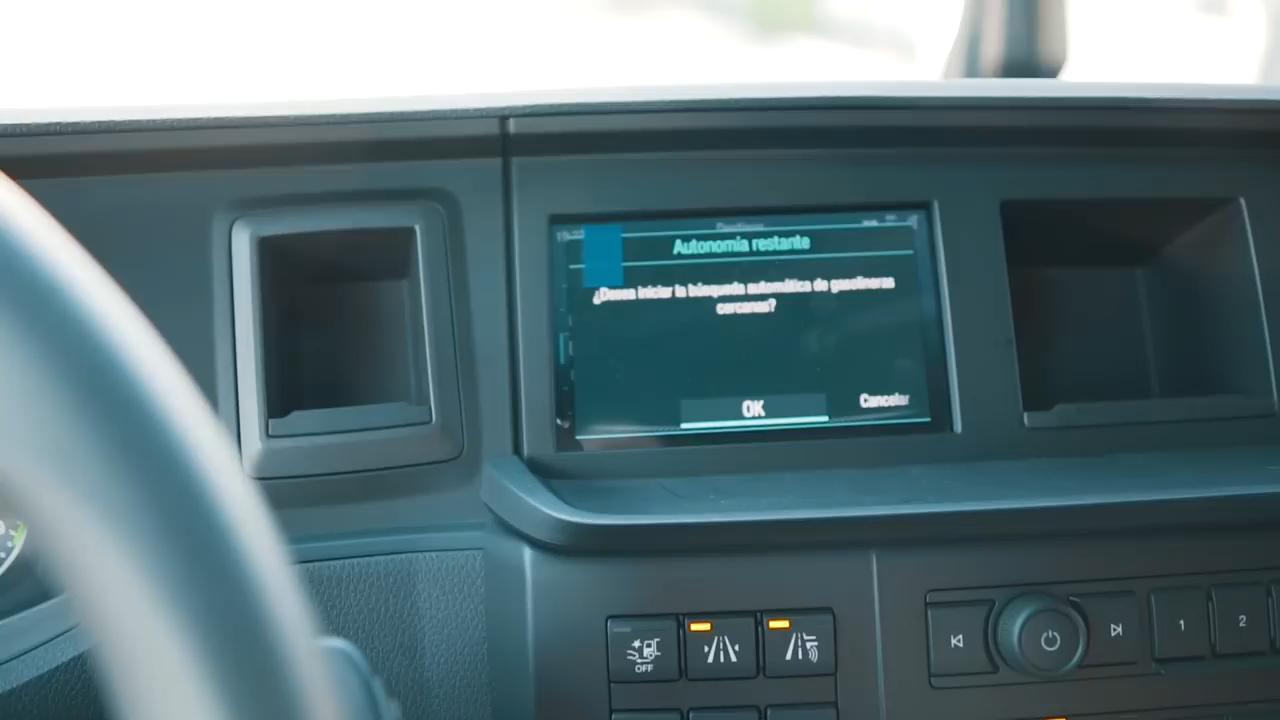 Autonomía restante
¿Desea iniciar la búsqueda automática de gasolineras
cercanas?
OK
Cancelar
OFF
1
2